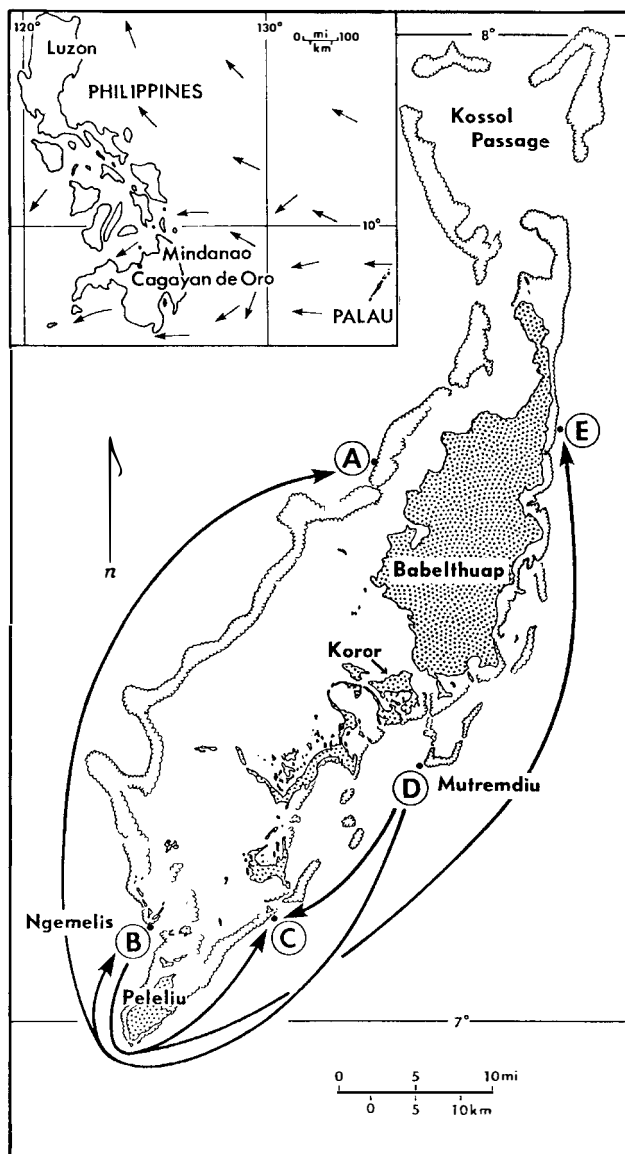 120°
130°
0 mi
km 100
Luzon
PHILIPPINES
10°
Mindanao
Cagayan de Oro
PALAU
8°
Kossol
Passage
E
A
n
Babelthuap
Koror
D
Mutremdiu
Ngemelis
B
C
Peleliu
7°
0 5 10mi
0 5 10km